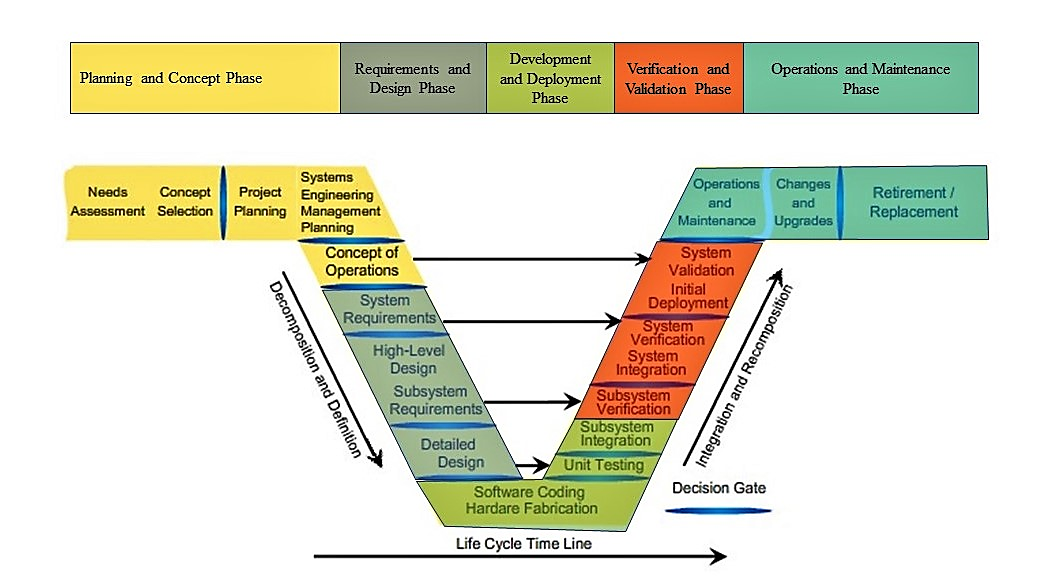 Planning and Concept Phase
Requirements and
Design Phase
Development
and Deployment
Phase
Verification and
Validation Phase
Operations and Maintenance
Phase
Needs
Assessment
Concept
Selection
Project
Planning
Systems
Engineering
Management
Planning
Operations
and
Maintenance
Changes
and
Upgrades
Retirement /
Replacement
Concept of
Operations
System
Requirements
High-Level
Design
Subsystem
Requirements
Detailed
Design
Software Coding
Hardare Fabrication
System
Validation
Initial
Deployment
System
Verification
System
Integration
Subsystem
Verification
Subsystem
Integration
Unit Testing
Decomposition and Definition
Integration and Recomposition
Decision Gate
Life Cycle Time Line